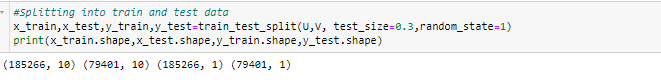 #Splitting into train and test data
x_train,x_test,y_train,y_test=train_test_split(U,V, test_size=0.3,random_state=1)
print(x_train.shape,x_test.shape,y_train.shape,y_test.shape)
(185266, 10) (79401, 10) (185266, 1) (79401, 1)